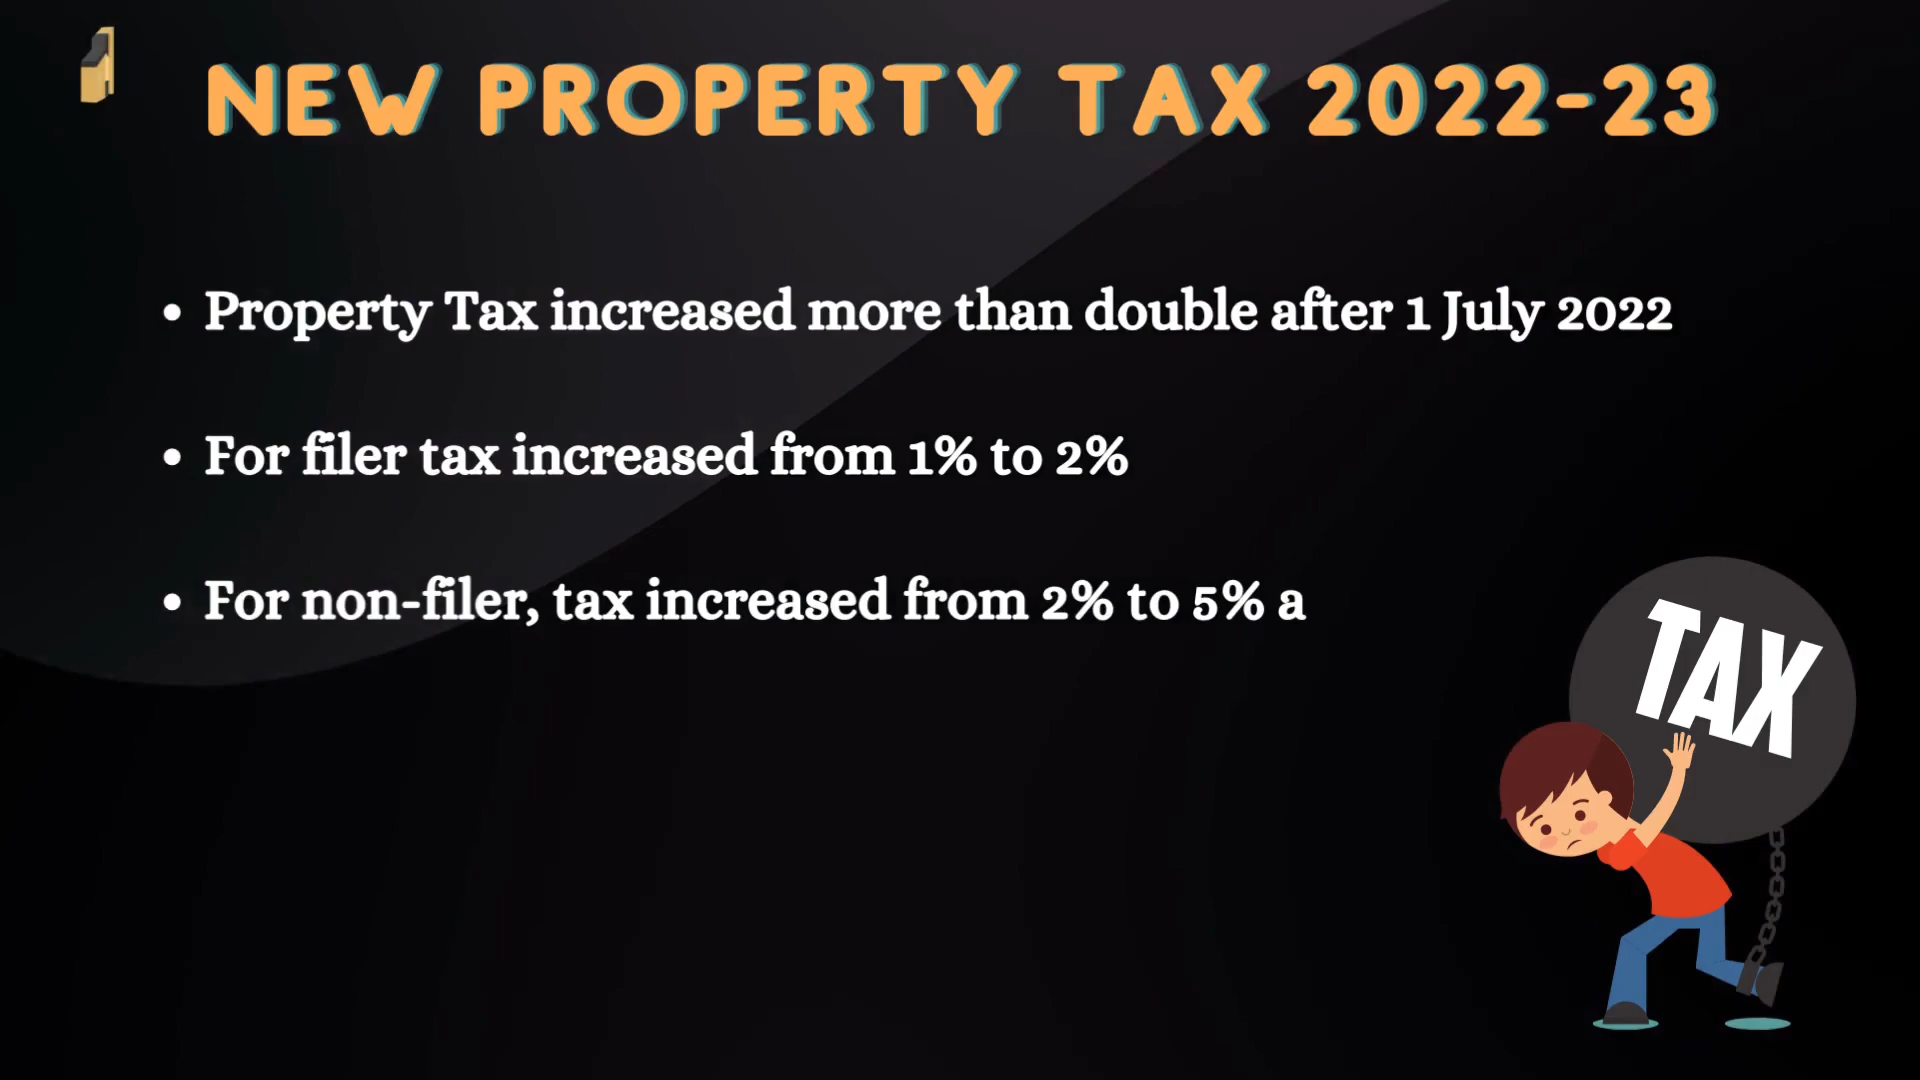 NEW PROPERTY TAX 2022-23
• Property Tax increased more than double after 1 July 2022
• For filer tax increased from 1% to 2%
• For non-filer, tax increased from 2% to 5% a
TAX